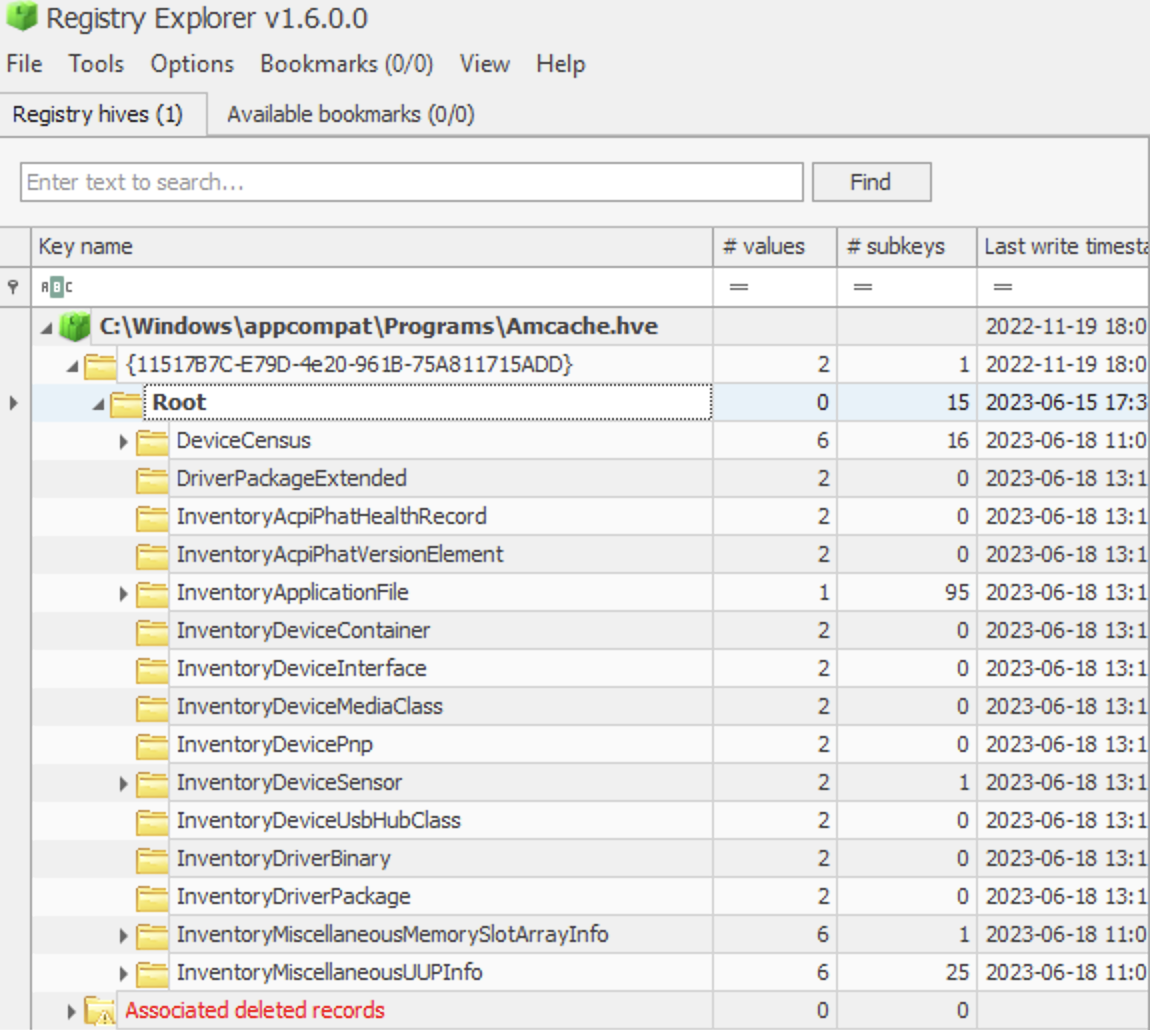 Registry Explorer v1.6.0.0
File Tools Options Bookmarks (0/0) View Help
Registry hives (1) Available bookmarks (0/0)
Enter text to search... Find
Key name # values # subkeys Last write timesta
ABC = = =
C:\Windows\appcompat\Programs\Amcache.hve 2022-11-19 18:0
{11517B7C-E79D-4e20-961B-75A811715ADD} 2 1 2022-11-19 18:0
Root 0 15 2023-06-15 17:3
DeviceCensus 6 16 2023-06-18 11:0
DriverPackageExtended 2 0 2023-06-18 13:1
InventoryAcpiPhatHealthRecord 2 0 2023-06-18 13:1
InventoryAcpiPhatVersionElement 2 0 2023-06-18 13:1
InventoryApplicationFile 1 95 2023-06-18 13:1
InventoryDeviceContainer 2 0 2023-06-18 13:1
InventoryDeviceInterface 2 0 2023-06-18 13:1
InventoryDeviceMediaClass 2 0 2023-06-18 13:1
InventoryDevicePnp 2 0 2023-06-18 13:1
InventoryDeviceSensor 2 1 2023-06-18 13:1
InventoryDeviceUsbHubClass 2 0 2023-06-18 13:1
InventoryDriverBinary 2 0 2023-06-18 13:1
InventoryDriverPackage 2 0 2023-06-18 13:1
InventoryMiscellaneousMemorySlotArrayInfo 6 1 2023-06-18 11:0
InventoryMiscellaneousUUPInfo 6 25 2023-06-18 11:0
Associated deleted records 0 0